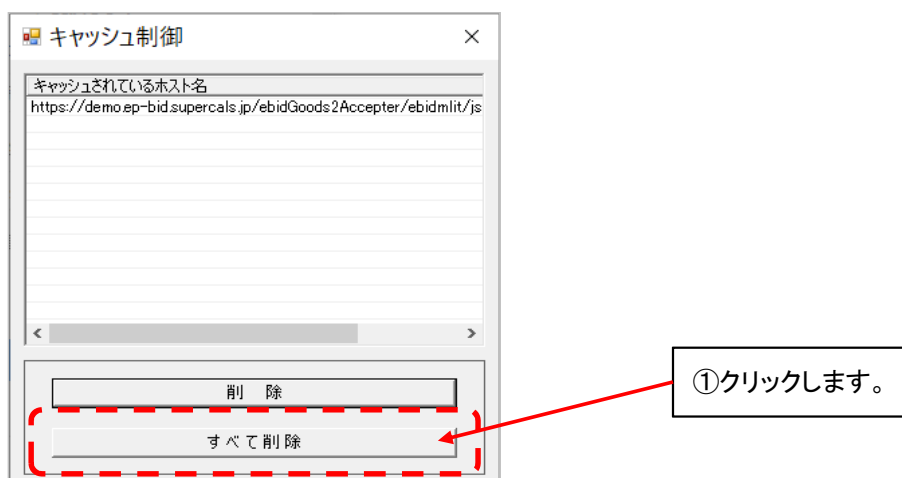 キャッシュ制御
キャッシュされているホスト名
https://demo.ep-bid.supercals.jp/ebidGoods2Accepter/ebidmlit/js
削 除
すべて削除
①クリックします。